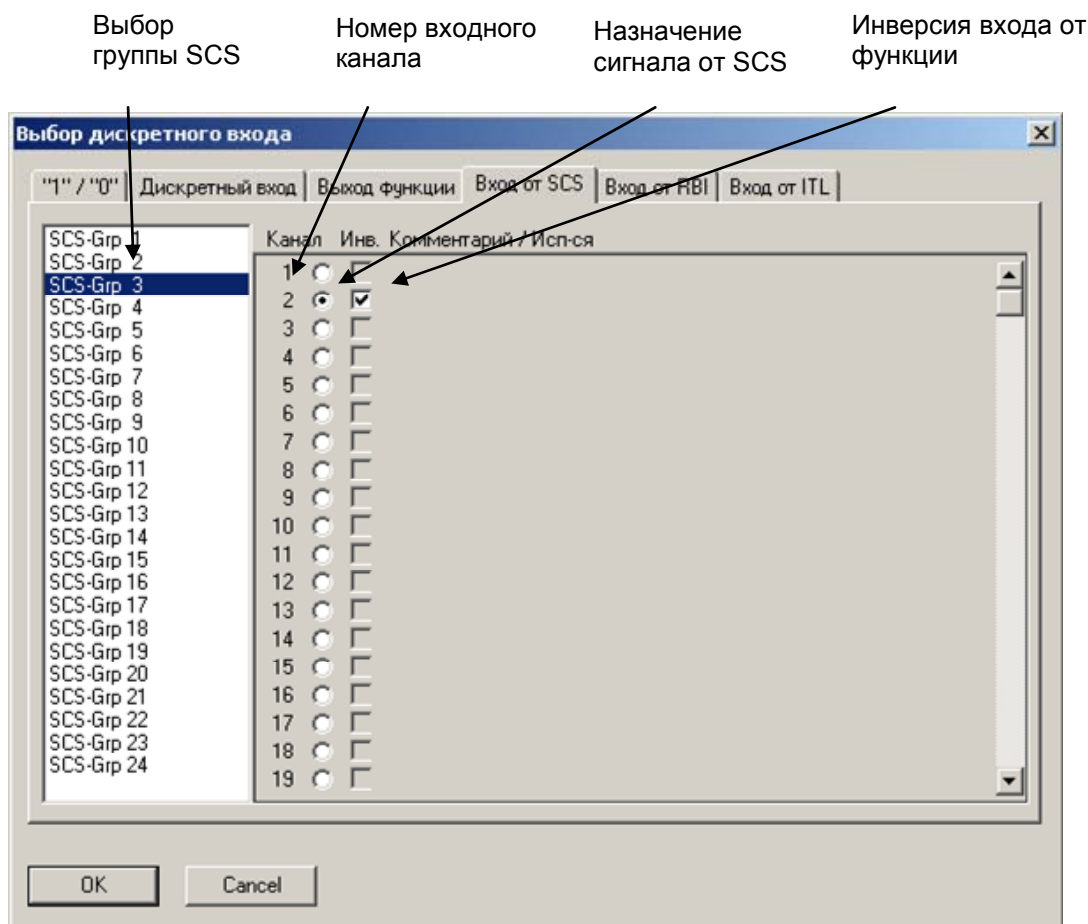 Выбор
группы SCS
Номер входного
канала
Назначение
сигнала от SCS
Инверсия входа от
функции
Выбор дискретного входа
"1" / "0" Дискретный вход Выход функции Вход от SCS Вход от RBI Вход от ITL
SCS-Grp 1
SCS-Grp 2
SCS-Grp 3
SCS-Grp 4
SCS-Grp 5
SCS-Grp 6
SCS-Grp 7
SCS-Grp 8
SCS-Grp 9
SCS-Grp 10
SCS-Grp 11
SCS-Grp 12
SCS-Grp 13
SCS-Grp 14
SCS-Grp 15
SCS-Grp 16
SCS-Grp 17
SCS-Grp 18
SCS-Grp 19
SCS-Grp 20
SCS-Grp 21
SCS-Grp 22
SCS-Grp 23
SCS-Grp 24
Канал Инв. Комментарий / Исп-ся
1
2
3
4
5
6
7
8
9
10
11
12
13
14
15
16
17
18
19
OK Cancel